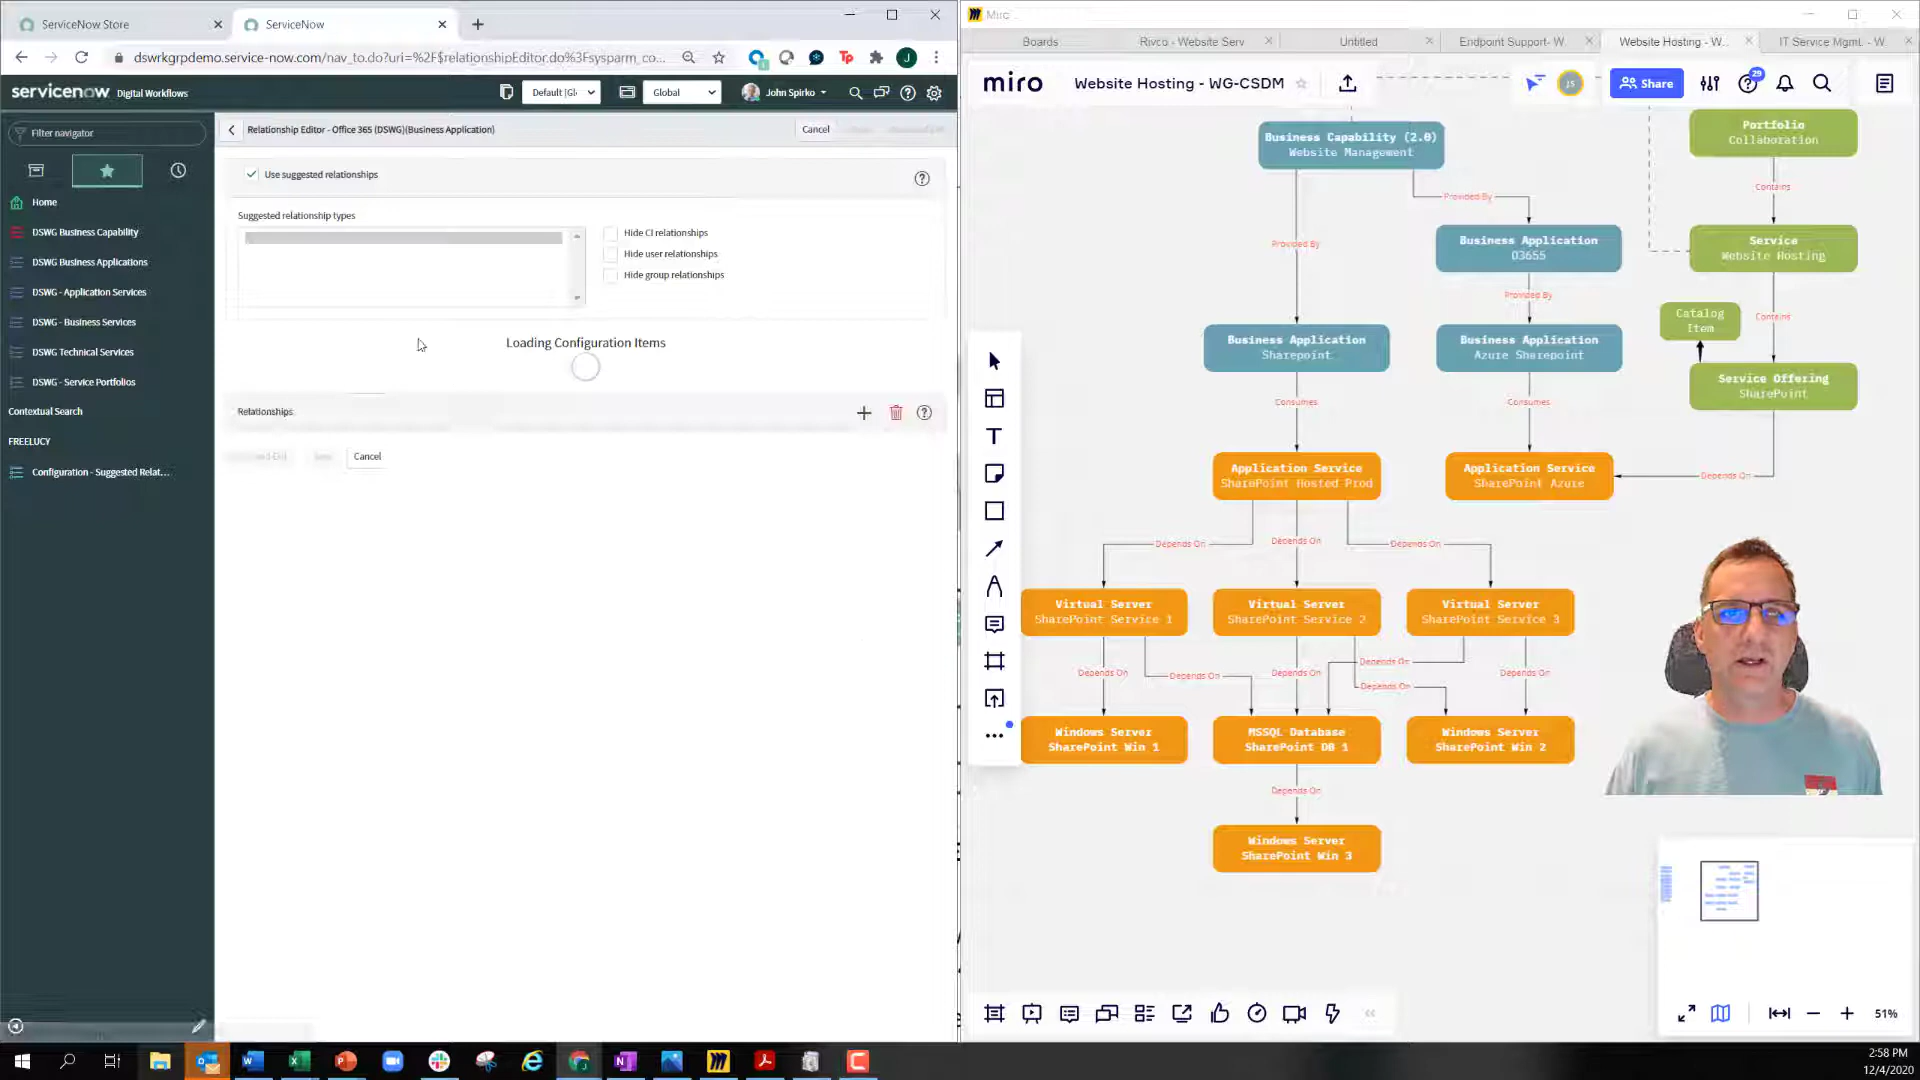 ServiceNow Store
ServiceNow
dswrkgrpdemo.service-now.com/nav_to.do?uri=%2F$relationshipEditor.do%3Fsysparm_co...
servicenow Digital Workflows
Default [Gl
Global
John Spirko
Filter navigator
Home
DSWG Business Capability
DSWG Business Applications
DSWG - Application Services
DSWG - Business Services
DSWG Technical Services
DSWG - Service Portfolios
Contextual Search
FREELUCY
Configuration - Suggested Relat...
Relationship Editor - Office 365 (DSWG)(Business Application)
Cancel
Use suggested relationships
Suggested relationship types
Hide CI relationships
Hide user relationships
Hide group relationships
Loading Configuration Items
Relationships
Cancel
Miro
Boards
Rivco - Website Serv
Untitled
Endpoint Support- W
Website Hosting - W...
IT Service Mgmt. - W
miro
Website Hosting - WG-CSDM
JS
Share
29
Business Capability (2.0)
Website Management
Provided By
Provided By
Business Application
O3655
Provided By
Business Application
Sharepoint
Business Application
Azure Sharepoint
Consumes
Consumes
Application Service
SharePoint Hosted Prod
Application Service
SharePoint Azure
Portfolio
Collaboration
Contains
Service
Website Hosting
Contains
Catalog
Item
Service Offering
SharePoint
Depends On
Depends On
Depends On
Depends On
Virtual Server
SharePoint Service 1
Virtual Server
SharePoint Service 2
Virtual Server
SharePoint Service 3
Depends On
Depends On
Depends On
Depends On
Depends On
Depends On
Windows Server
SharePoint Win 1
MSSQL Database
SharePoint DB 1
Windows Server
SharePoint Win 2
Depends On
Windows Server
SharePoint Win 3
51%
2:58 PM
12/4/2020